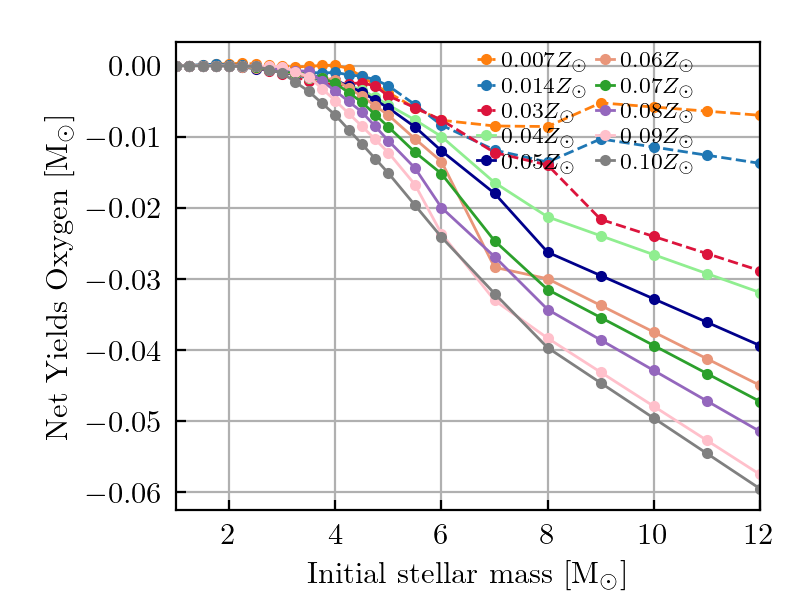 0.00
−0.01
−0.02
−0.03
−0.04
−0.05
−0.06
Net Yields Oxygen [M⊙]
0.007Z⊙ 0.06Z⊙
0.014Z⊙ 0.07Z⊙
0.03Z⊙ 0.08Z⊙
0.04Z⊙ 0.09Z⊙
0.05Z⊙ 0.10Z⊙
2 4 6 8 10 12
Initial stellar mass [M⊙]